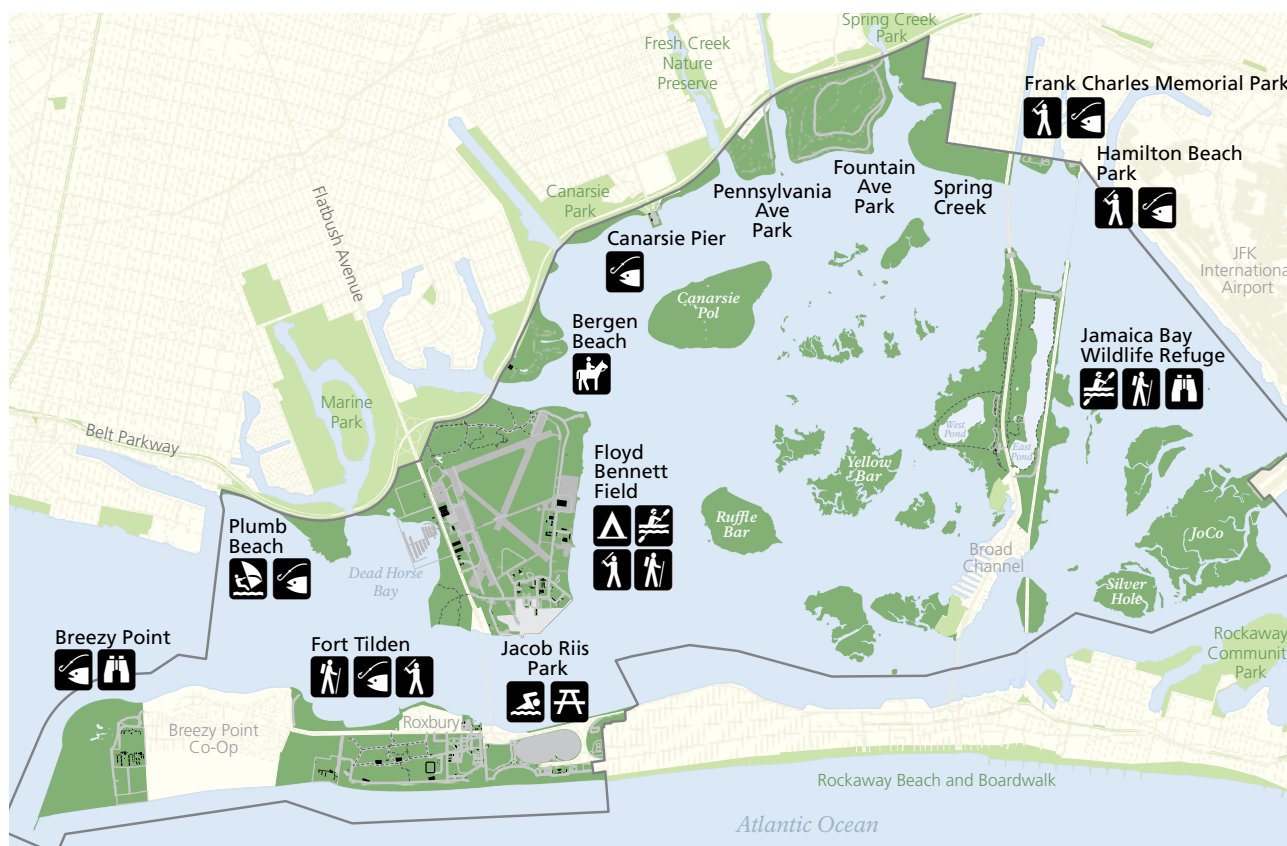 Spring Creek
Park
Fresh Creek
Nature
Preserve
Frank Charles Memorial Park
Hamilton Beach
Park
Flatbush Avenue
Canarsie
Park
Pennsylvania
Ave
Park
Fountain
Ave
Park
Spring
Creek
Canarsie Pier
JFK
International
Airport
Canarsie
Pol
Bergen
Beach
Jamaica Bay
Wildlife Refuge
Marine
Park
Belt Parkway
West
Pond
East
Pond
Floyd
Bennett
Field
Yellow
Bar
Ruffle
Bar
Plumb
Beach
Dead Horse
Bay
JoCo
Broad
Channel
Silver
Hole
Breezy Point
Fort Tilden
Jacob Riis
Park
Rockaway
Community
Park
Roxbury
Breezy Point
Co-Op
Rockaway Beach and Boardwalk
Atlantic Ocean